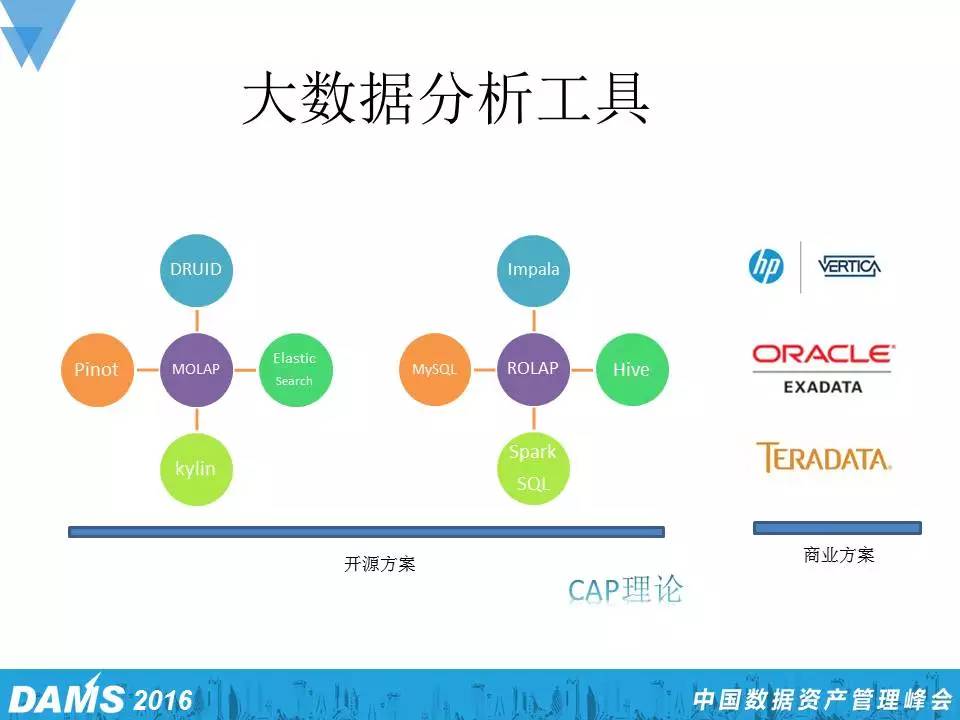 大数据分析工具
DRUID
Pinot
MOLAP
Elastic
Search
kylin
Impala
MySQL
ROLAP
Hive
Spark
SQL
hp
VERTICA
ORACLE
EXADATA
TERADATA
开源方案
商业方案
CAP理论
DAMS 2016
中国数据资产管理峰会